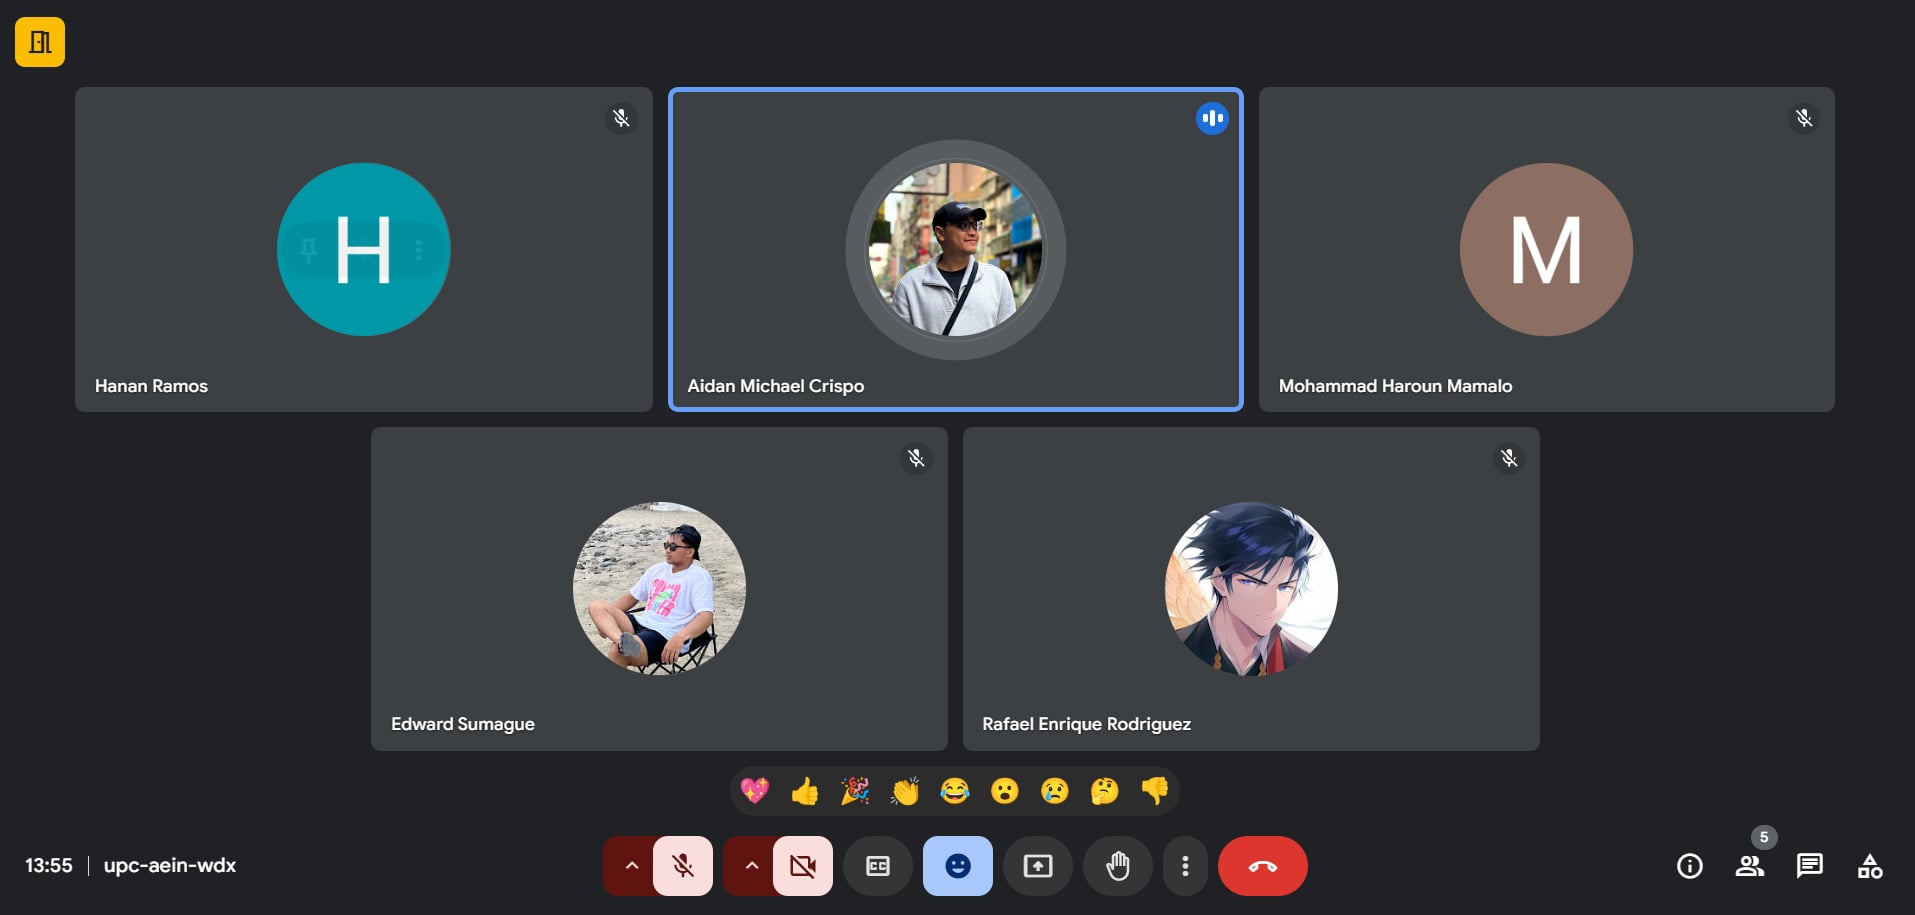 H
Hanan Ramos
Aidan Michael Crispo
M
Mohammad Haroun Mamalo
Edward Sumague
Rafael Enrique Rodriguez
13:55 | upc-aein-wdx
CC
5